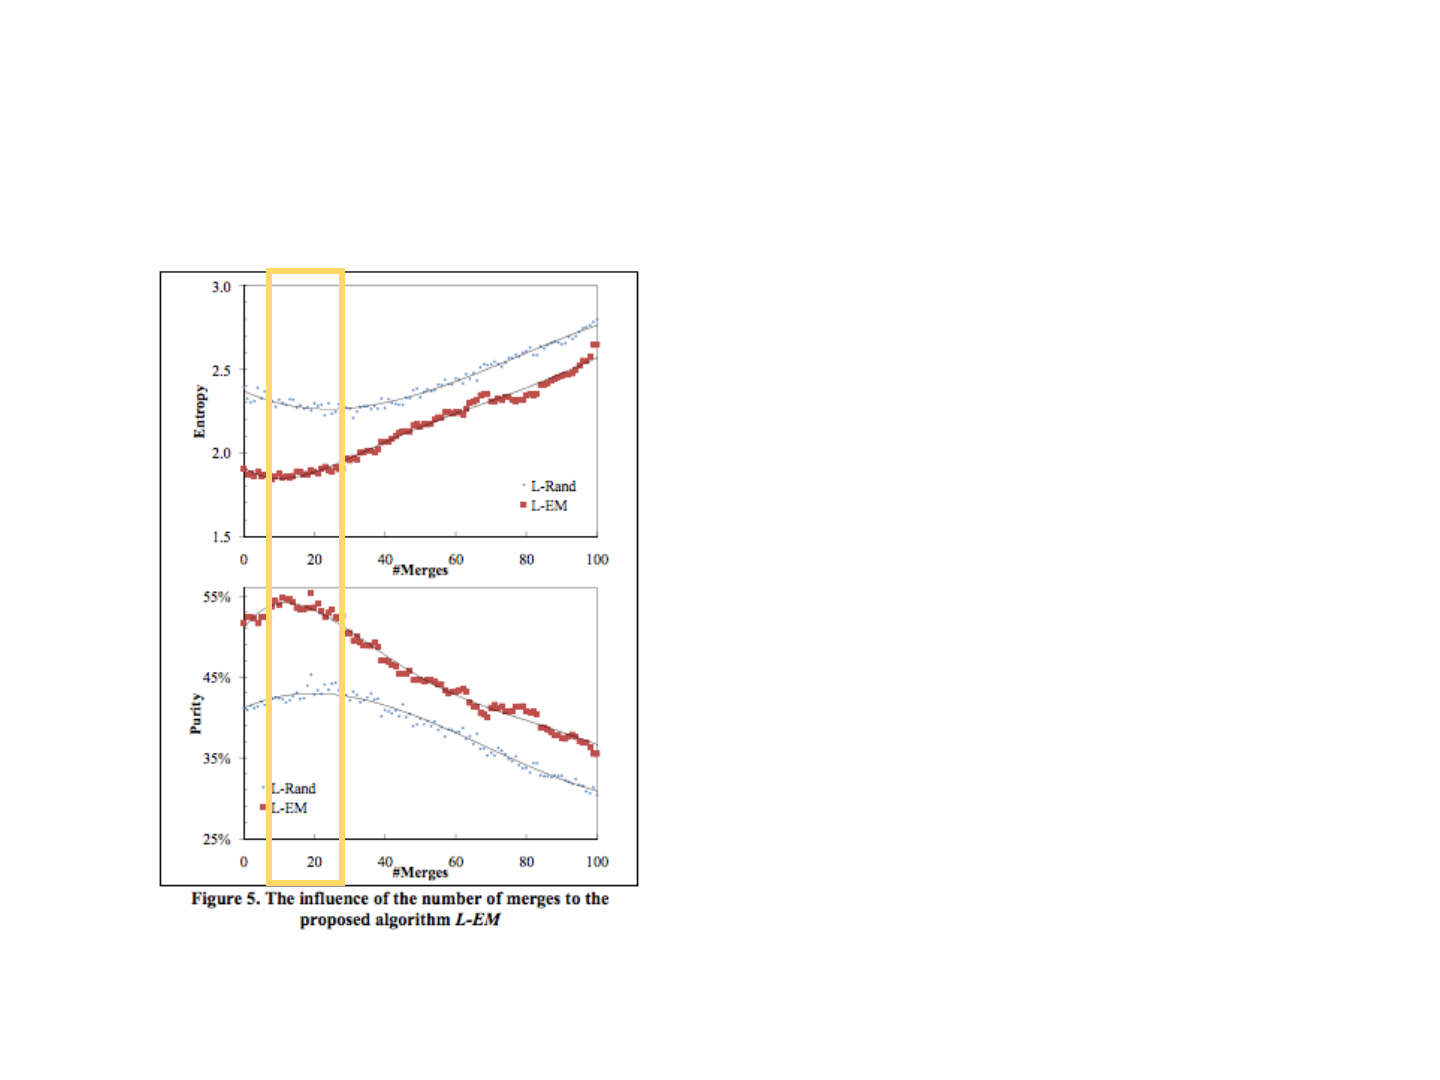 3.0
2.5
2.0
1.5
Entropy
L-Rand
L-EM
0 20 40 60 80 100
#Merges
55%
45%
35%
25%
Purity
L-Rand
L-EM
0 20 40 60 80 100
#Merges
Figure 5. The influence of the number of merges to the
proposed algorithm L-EM